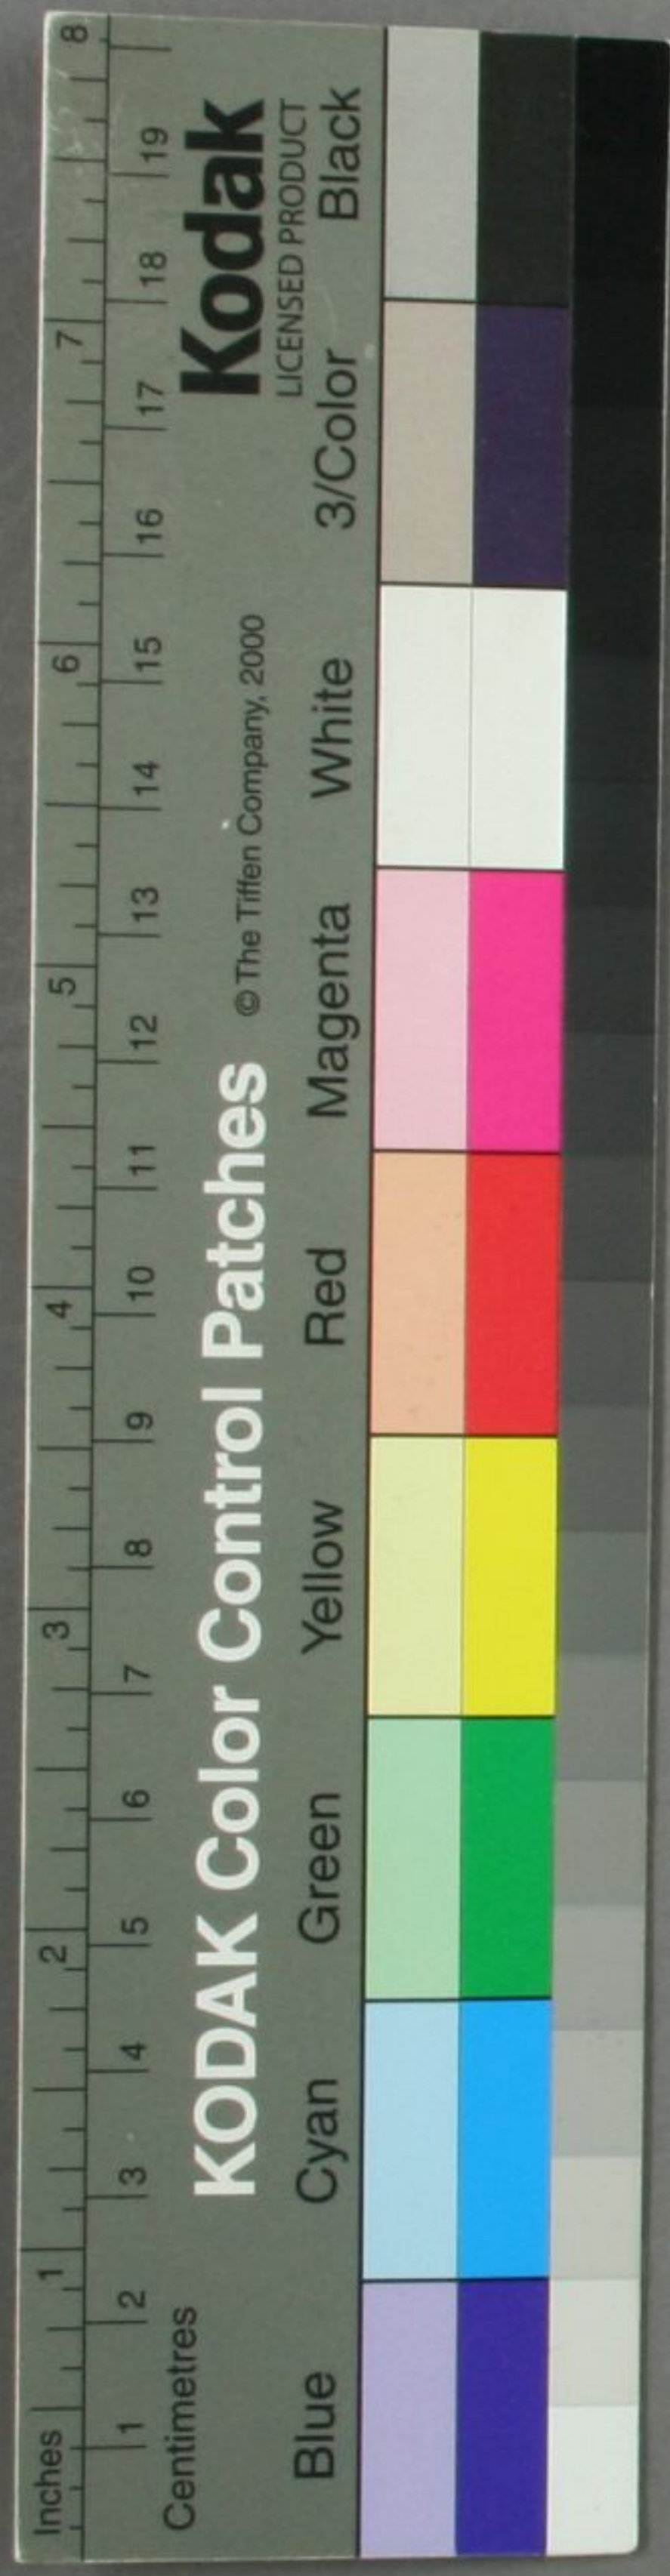 Inches 1 2 3 4 5 6 7 8
1 2 3 4 5 6 7 8 9 10 11 12 13 14 15 16 17 18 19
Centimetres
KODAK Color Control Patches
© The Tiffen Company, 2000
Kodak
LICENSED PRODUCT
Blue Cyan Green Yellow Red Magenta White 3/Color Black